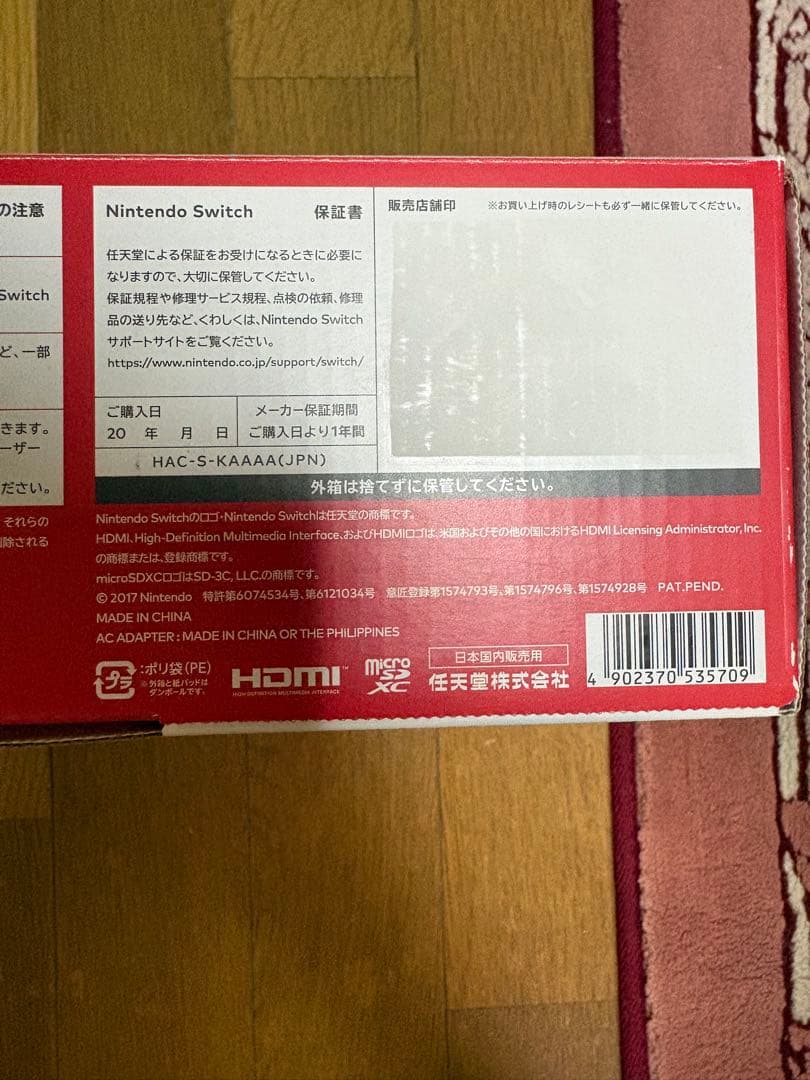 の注意
Switch
ど、一部
きます。
ーザー
ださい。
それらの
削除される
Nintendo Switch 保証書
任天堂による保証をお受けになるときに必要に
なりますので、大切に保管してください。
保証規程や修理サービス規程、点検の依頼、修理
品の送り先など、くわしくは、Nintendo Switch
サポートサイトをご覧ください。
https://www.nintendo.co.jp/support/switch/
ご購入日
20 年 月 日
メーカー保証期間
ご購入日より1年間
HAC-S-KAAAA(JPN)
販売店舗印 ※お買い上げ時のレシートも必ず一緒に保管してください。
外箱は捨てずに保管してください。
Nintendo Switchのロゴ・Nintendo Switchは任天堂の商標です。
HDMI、High-Definition Multimedia Interface、およびHDMIロゴは、米国およびその他の国におけるHDMI Licensing Administrator, Inc.
の商標または、登録商標です。
microSDXCロゴはSD-3C, LLC.の商標です。
© 2017 Nintendo 特許第6074534号、第6121034号 意匠登録第1574793号、第1574796号、第1574928号 PAT.PEND.
MADE IN CHINA
AC ADAPTER : MADE IN CHINA OR THE PHILIPPINES
プラ
:ポリ袋(PE)
※外箱と紙パッドは
ダンボールです。
HDMI™
HIGH-DEFINITION MULTIMEDIA INTERFACE
micro
SD
XC
日本国内販売用
任天堂株式会社
4 902370 535709